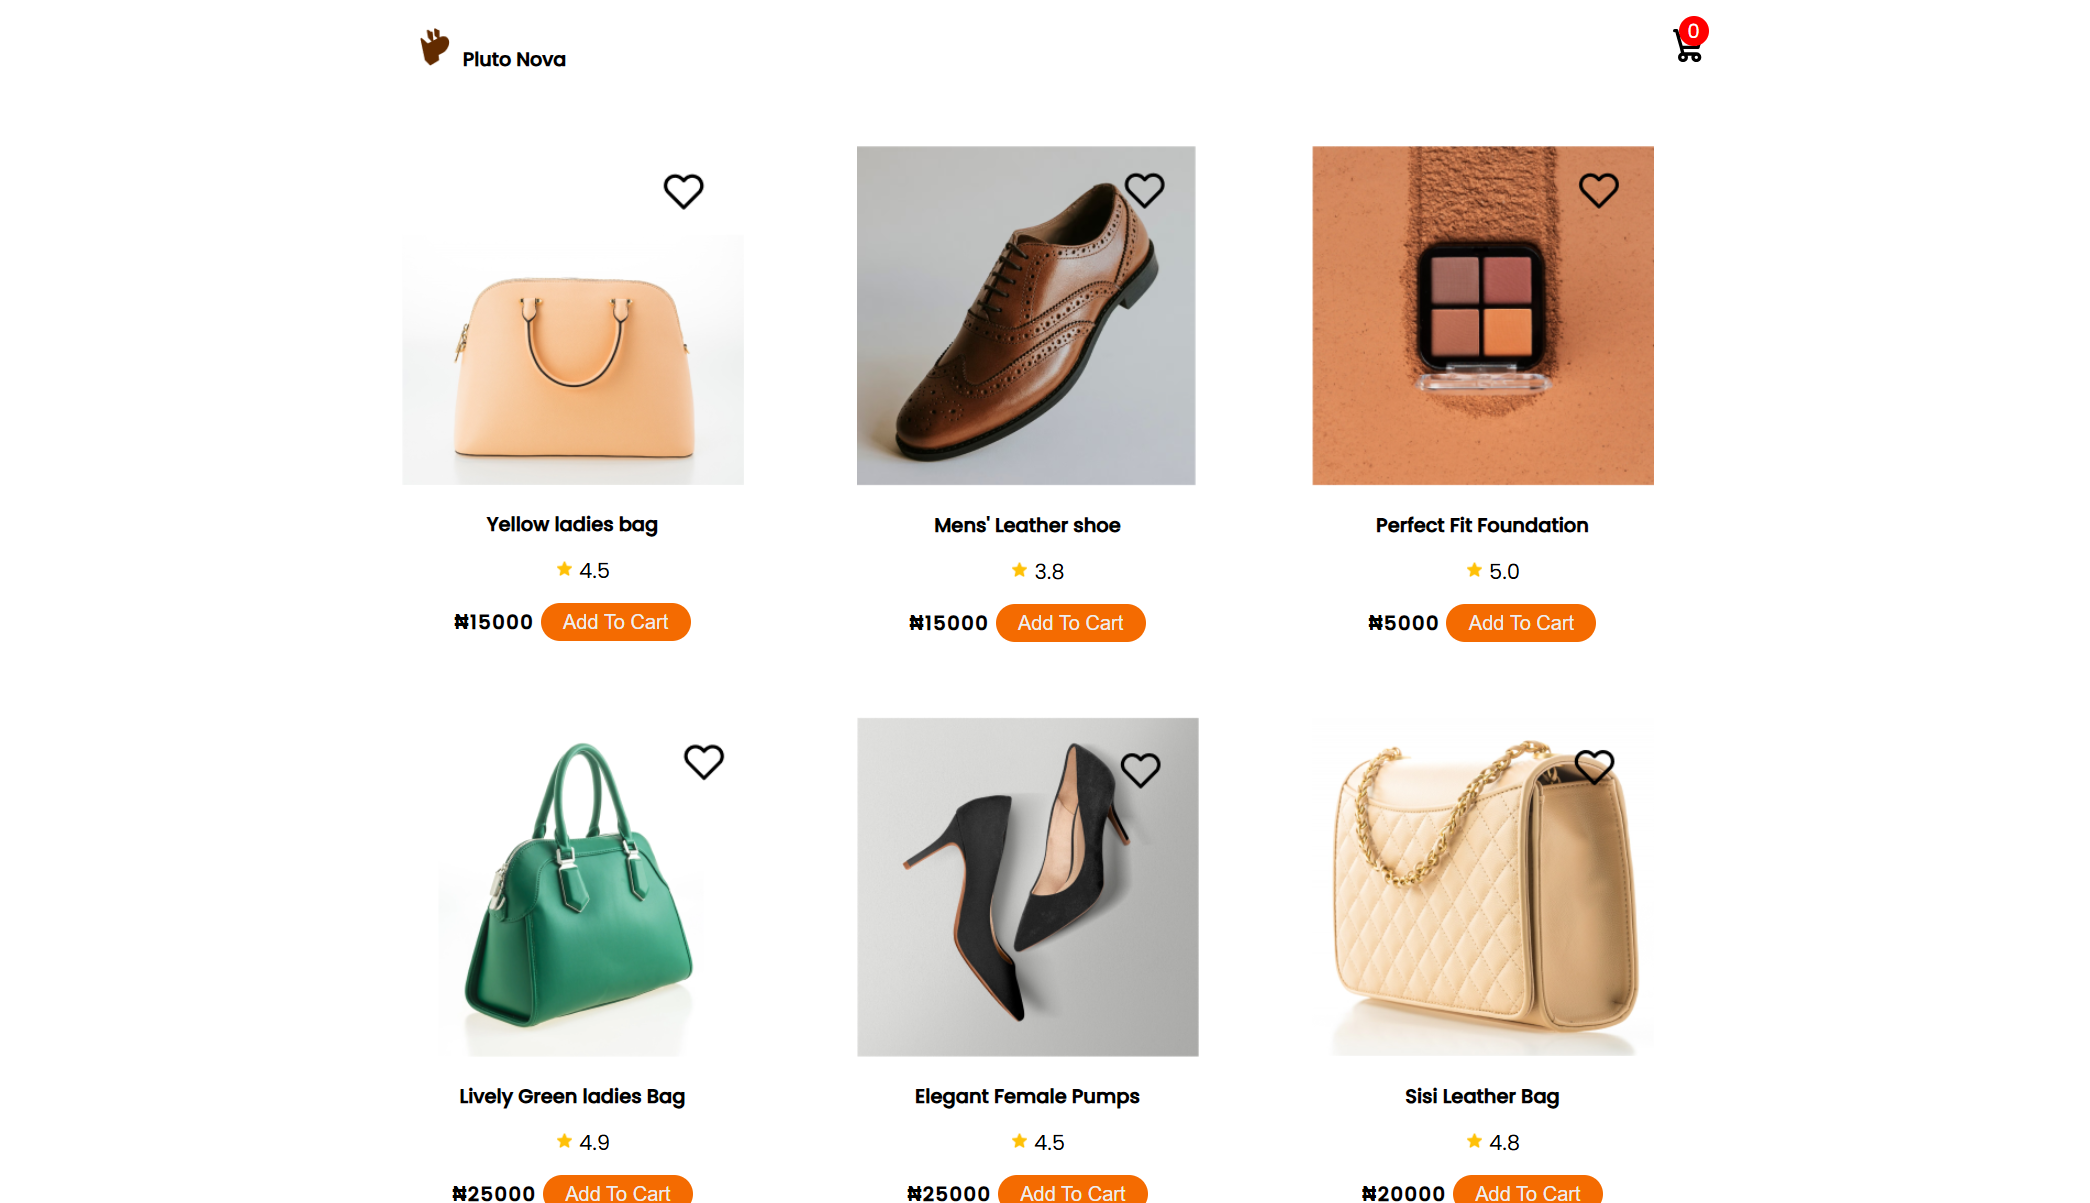 Pluto Nova
0
Yellow ladies bag
4.5
₦15000 Add To Cart
Mens' Leather shoe
3.8
₦15000 Add To Cart
Perfect Fit Foundation
5.0
₦5000 Add To Cart
Lively Green ladies Bag
4.9
₦25000 Add To Cart
Elegant Female Pumps
4.5
₦25000 Add To Cart
Sisi Leather Bag
4.8
₦20000 Add To Cart